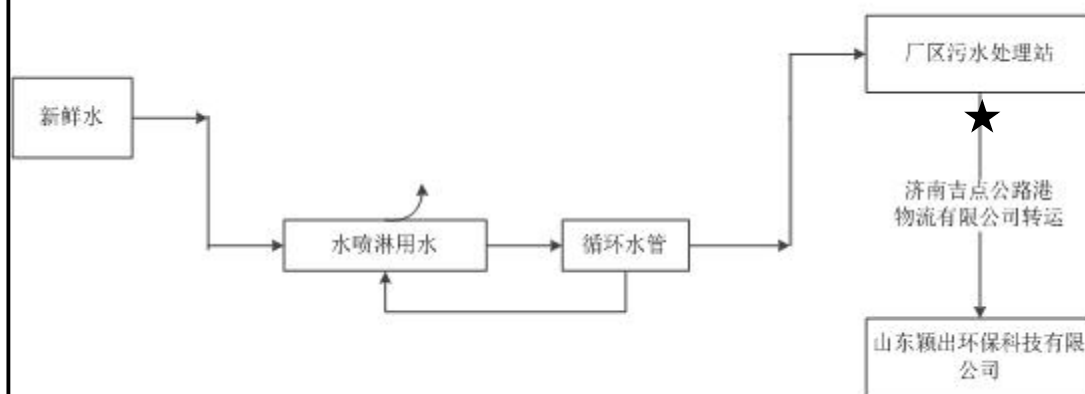 厂区污水处理站
新鲜水
济南吉点公路港
物流有限公司转运
水喷淋用水
循环水管
山东颖出环保科技有限
公司